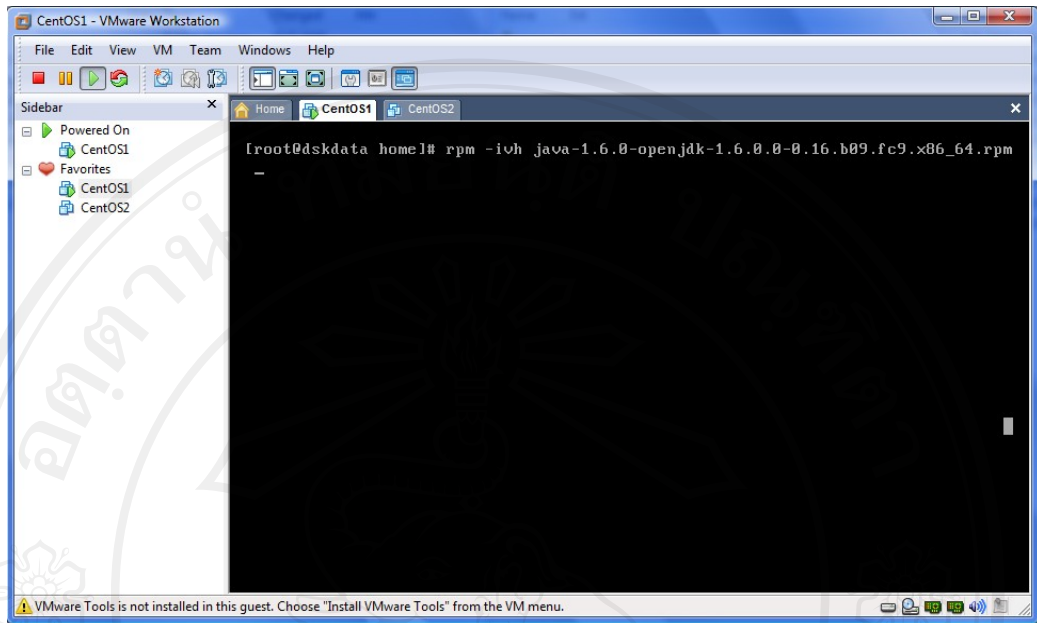 CentOS1 - VMware Workstation
File Edit View VM Team Windows Help
Sidebar x
Home CentOS1 CentOS2 x
Powered On
CentOS1
Favorites
CentOS1
CentOS2
[root@dskdata home]# rpm -ivh java-1.6.0-openjdk-1.6.0.0-0.16.b09.fc9.x86_64.rpm
_
VMware Tools is not installed in this guest. Choose "Install VMware Tools" from the VM menu.